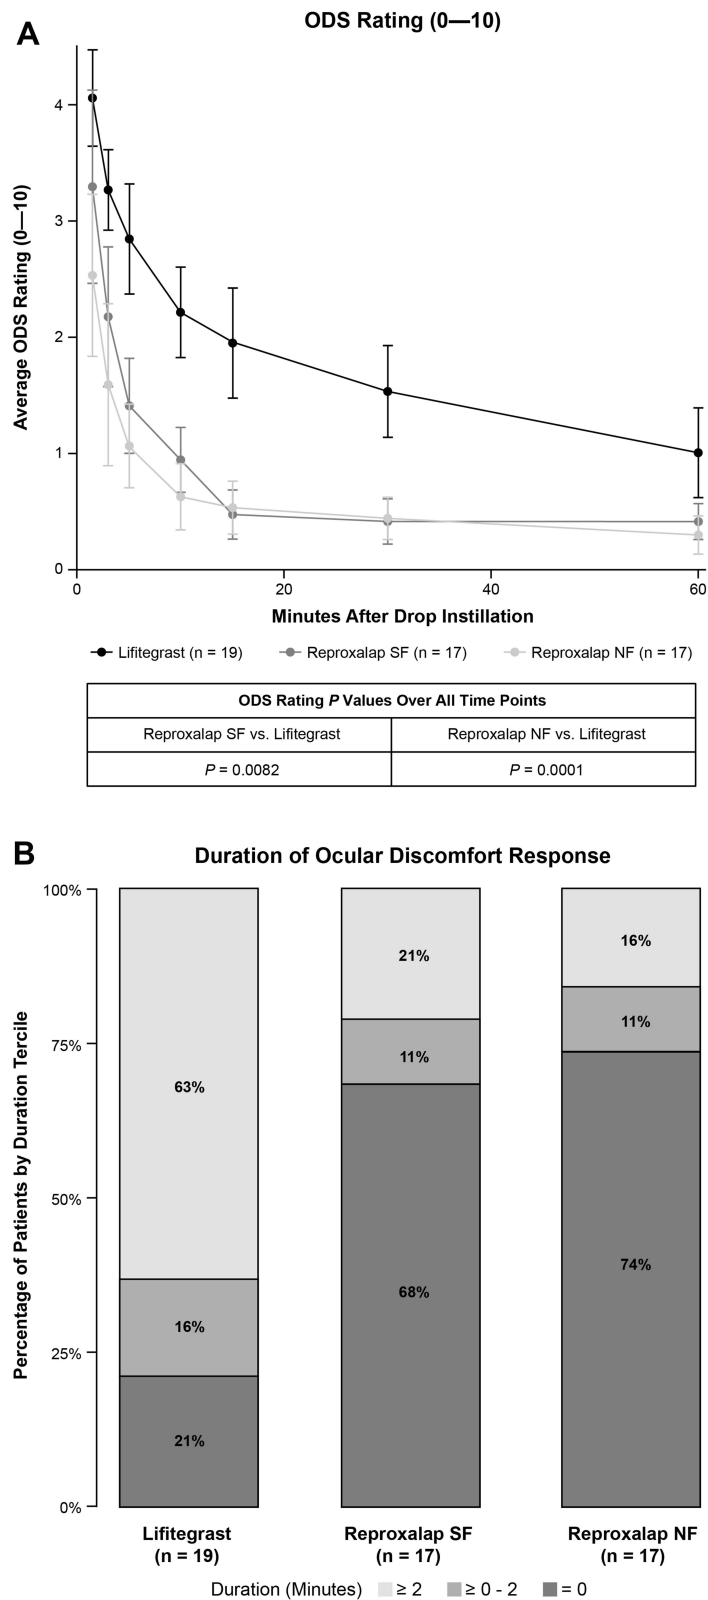 A
ODS Rating (0—10)
Average ODS Rating (0—10)
4
3
2
1
0
0 20 40 60
Minutes After Drop Instillation
Lifitegrast (n = 19) Reproxalap SF (n = 17) Reproxalap NF (n = 17)
ODS Rating P Values Over All Time Points
Reproxalap SF vs. Lifitegrast Reproxalap NF vs. Lifitegrast
P = 0.0082 P = 0.0001
B
Duration of Ocular Discomfort Response
Percentage of Patients by Duration Tercile
100%
75%
50%
25%
0%
63%
16%
21%
21%
11%
68%
16%
11%
74%
Lifitegrast
(n = 19)
Reproxalap SF
(n = 17)
Reproxalap NF
(n = 17)
Duration (Minutes) ≥ 2 ≥ 0 - 2 = 0